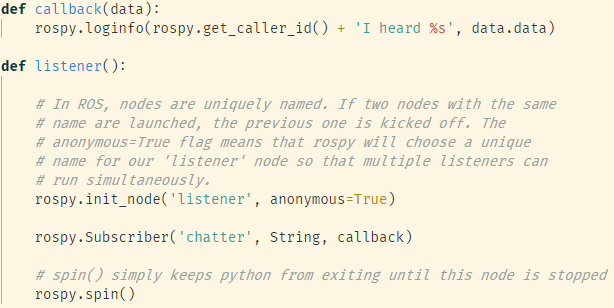 def callback(data):
    rospy.loginfo(rospy.get_caller_id() + 'I heard %s', data.data)
def listener():
    # In ROS, nodes are uniquely named. If two nodes with the same
    # name are launched, the previous one is kicked off. The
    # anonymous=True flag means that rospy will choose a unique
    # name for our 'listener' node so that multiple listeners can
    # run simultaneously.
    rospy.init_node('listener', anonymous=True)
    rospy.Subscriber('chatter', String, callback)
    # spin() simply keeps python from exiting until this node is stopped
    rospy.spin()